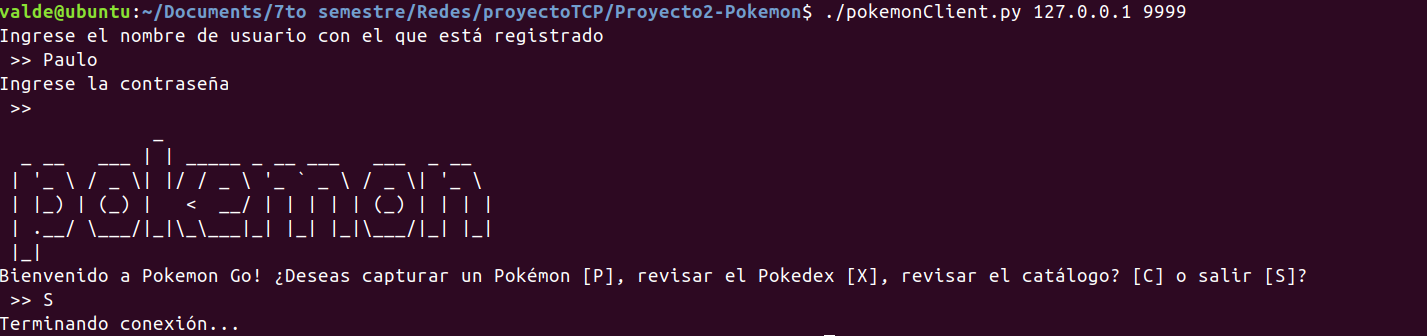 valde@ubuntu:~/Documents/7to semestre/Redes/proyectoTCP/Proyecto2-Pokemon$ ./pokemonClient.py 127.0.0.1 9999
Ingrese el nombre de usuario con el que está registrado
 >> Paulo
Ingrese la contraseña
 >>
              _
  _ __   ___ | | _____ _ __ ___   ___  _ __
 | '_ \ / _ \| |/ / _ \ '_ ` _ \ / _ \| '_ \
 | |_) | (_) |   <  __/ | | | | | (_) | | | |
 | .__/ \___/|_|\_\___|_| |_| |_|\___/|_| |_|
 |_|
Bienvenido a Pokemon Go! ¿Deseas capturar un Pokémon [P], revisar el Pokedex [X], revisar el catálogo? [C] o salir [S]?
 >> S
Terminando conexión...